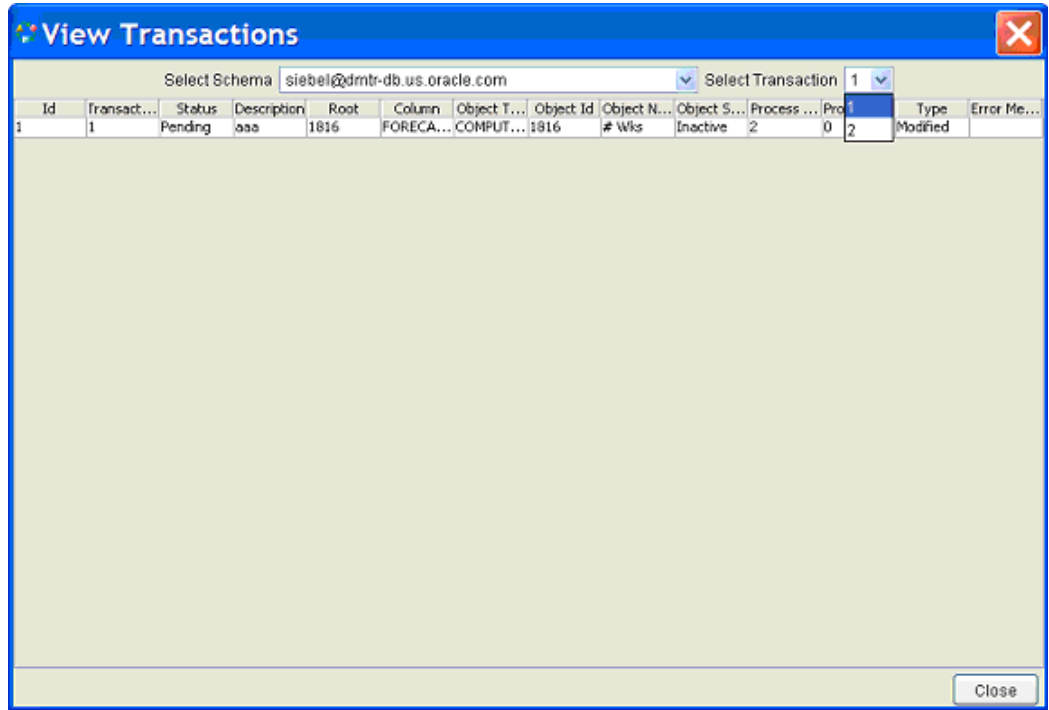 View Transactions
Select Schema siebel@dmtr-db.us.oracle.com Select Transaction 1
Id Transact... Status Description Root Column Object T... Object Id Object N... Object S... Process ... Pro 1 Type Error Me...
1 1 Pending aaa 1816 FORECA... COMPUT... 1816 # Wks Inactive 2 0 2 Modified
Close